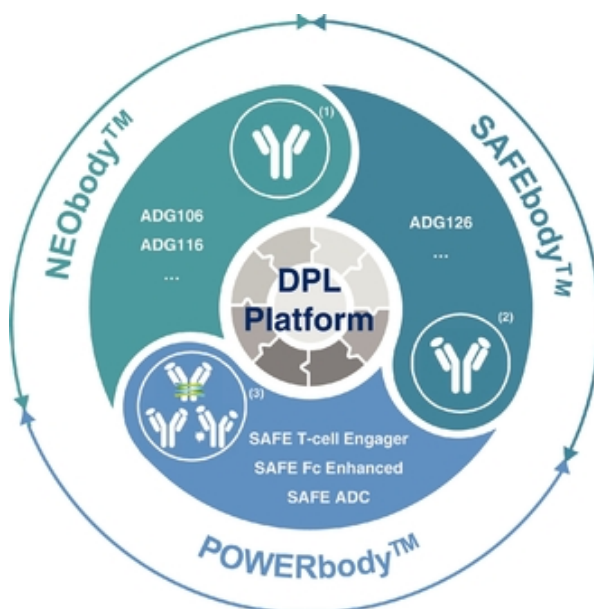 NEObody™
(1)
ADG106
ADG116
...
SAFEbody™
ADG126
...
(2)
DPL
Platform
(3)
SAFE T-cell Engager
SAFE Fc Enhanced
SAFE ADC
POWERbody™